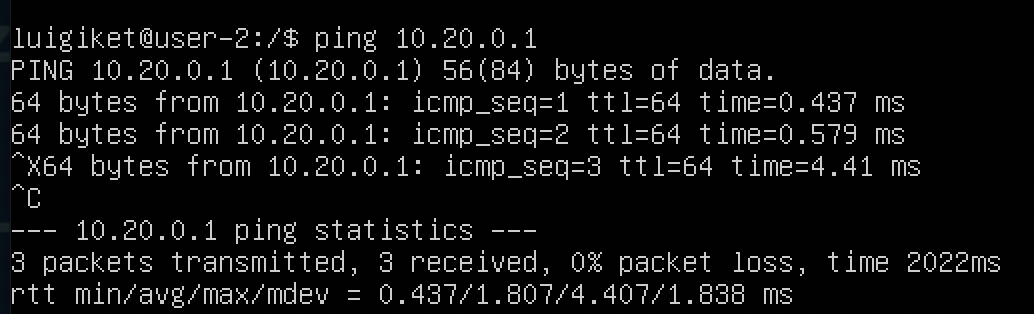 luigiket@user-2:/$ ping 10.20.0.1
PING 10.20.0.1 (10.20.0.1) 56(84) bytes of data.
64 bytes from 10.20.0.1: icmp_seq=1 ttl=64 time=0.437 ms
64 bytes from 10.20.0.1: icmp_seq=2 ttl=64 time=0.579 ms
^X64 bytes from 10.20.0.1: icmp_seq=3 ttl=64 time=4.41 ms
^C
--- 10.20.0.1 ping statistics ---
3 packets transmitted, 3 received, 0% packet loss, time 2022ms
rtt min/avg/max/mdev = 0.437/1.807/4.407/1.838 ms